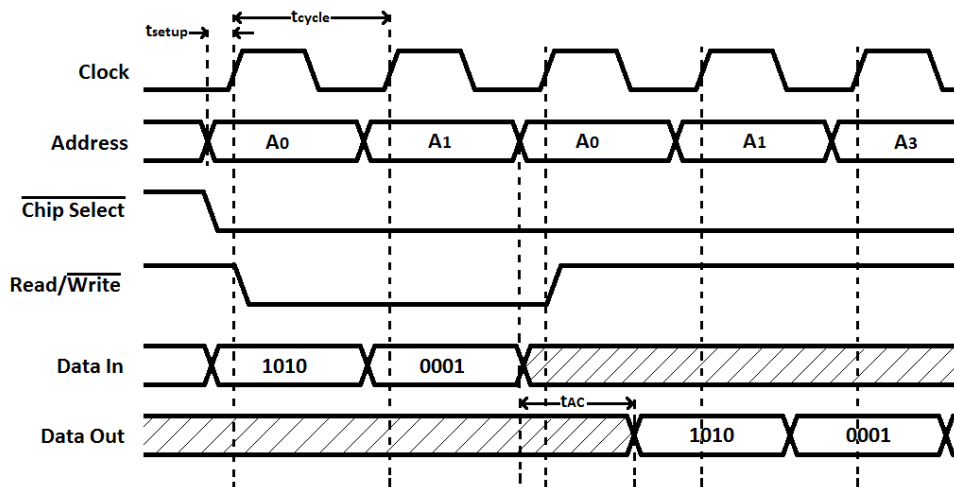 tcycle
tsetup
Clock
Address A0 A1 A0 A1 A3
Chip Select
Read/Write
Data In 1010 0001
tAC
Data Out 1010 0001